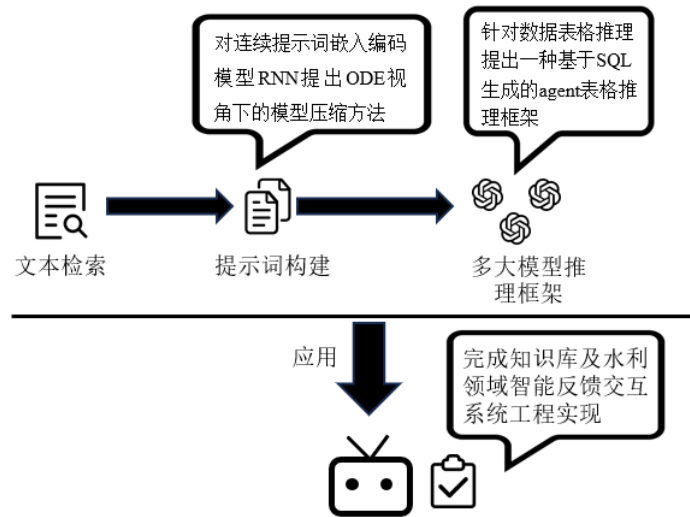 对连续提示词嵌入编码
模型RNN提出ODE视
角下的模型压缩方法
针对数据表格推理
提出一种基于SQL
生成的agent表格推
理框架
文本检索
提示词构建
多大模型推
理框架
应用
完成知识库及水利
领域智能反馈交互
系统工程实现